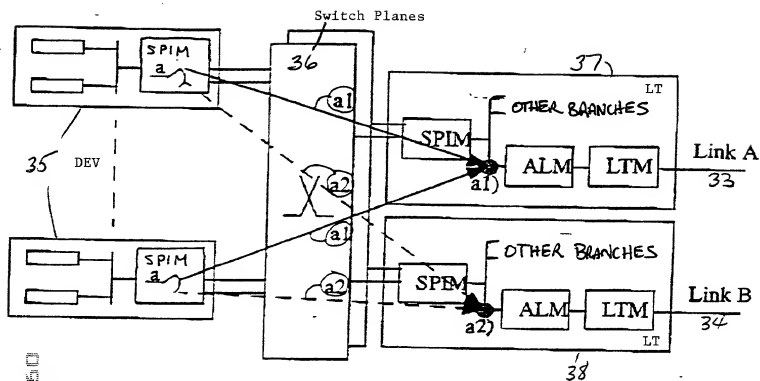 Switch Planes
SPIM
a
36
37
LT
a1
OTHER BRANCHES
SPIM
ALM
LTM
Link A
33
a1)
35
DEV
a2
a1
SPIM
a
a2
OTHER BRANCHES
SPIM
ALM
LTM
Link B
34
a2)
LT
38